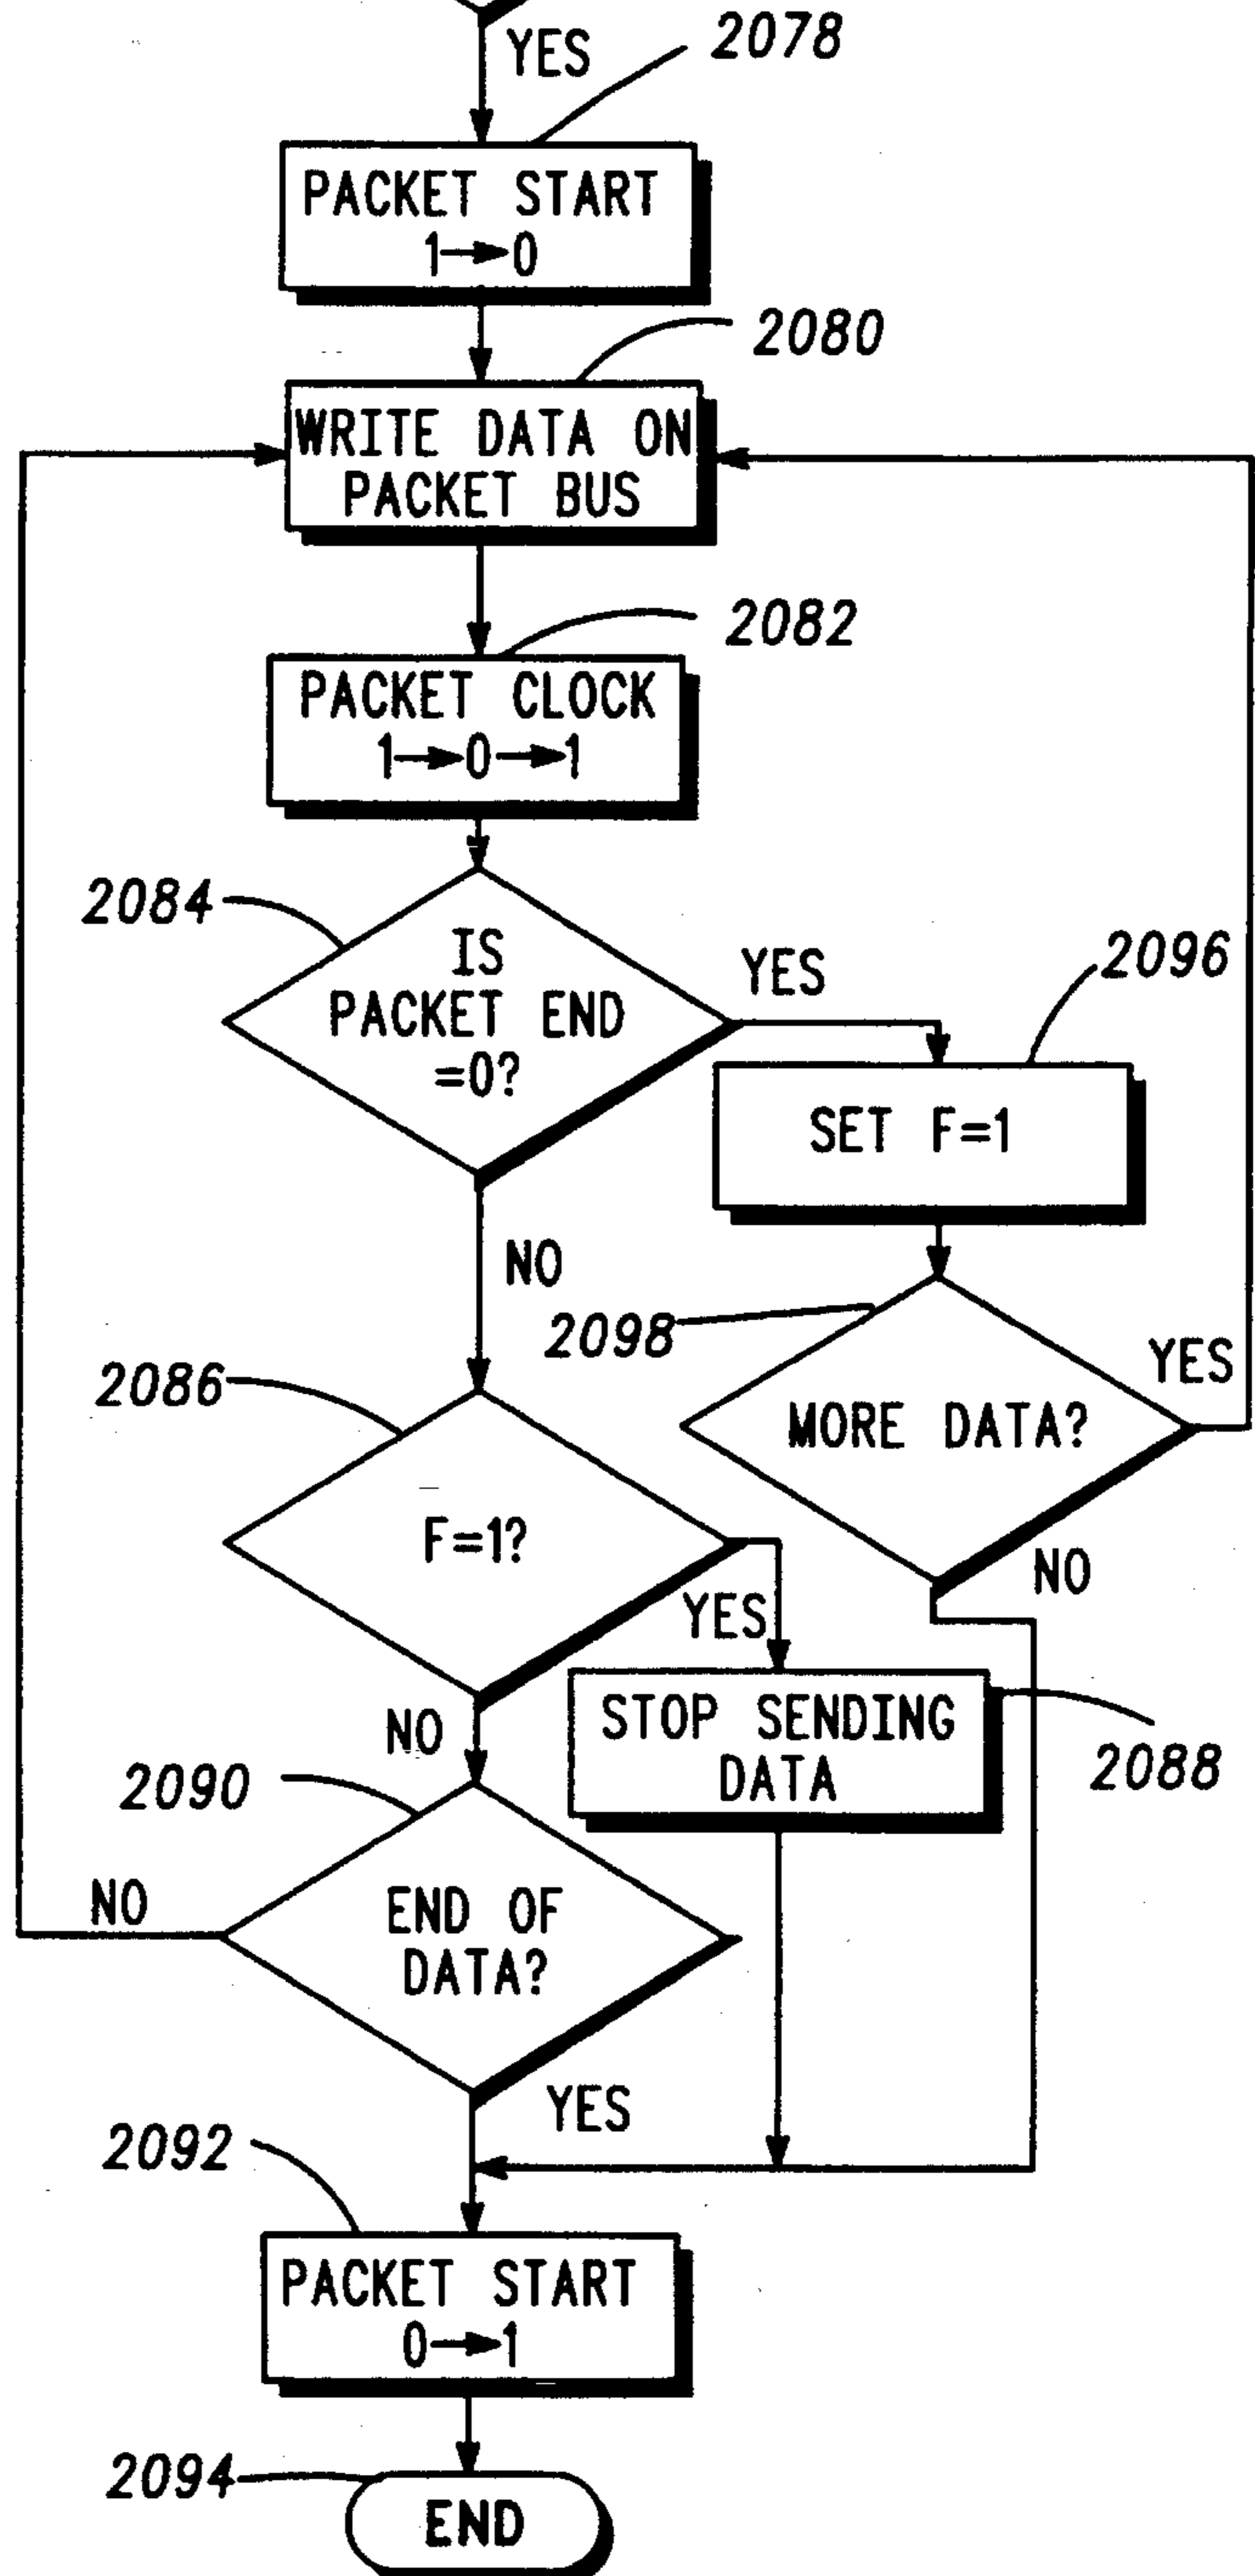 YES
2078
PACKET START
1→0
2080
WRITE DATA ON
PACKET BUS
2082
PACKET CLOCK
1→0→1
2084
IS
PACKET END
=0?
YES
2096
SET F=1
NO
2098
YES
2086
MORE DATA?
F=1?
NO
YES
STOP SENDING
DATA
NO
2088
2090
NO
END OF
DATA?
YES
2092
PACKET START
0→1
2094
END